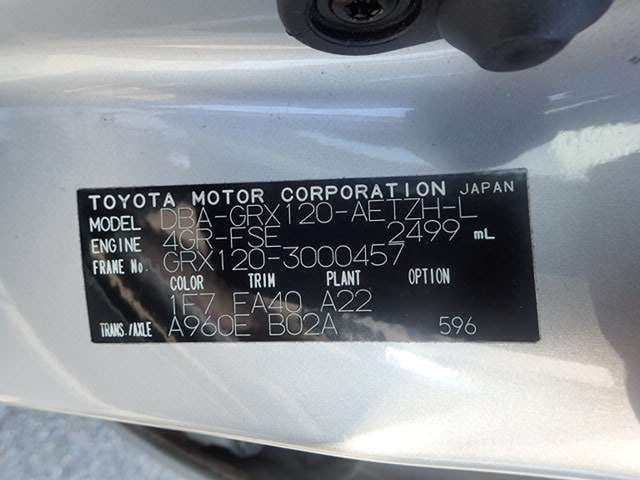 TOYOTA MOTOR CORPORATION JAPAN
MODEL DBA-GRX120-AETZH-L
ENGINE 4GR-FSE 2499 mL
FRAME No. GRX120-3000457
COLOR TRIM PLANT OPTION
1F7 EA40 A22
TRANS./AXLE A960E B02A 596